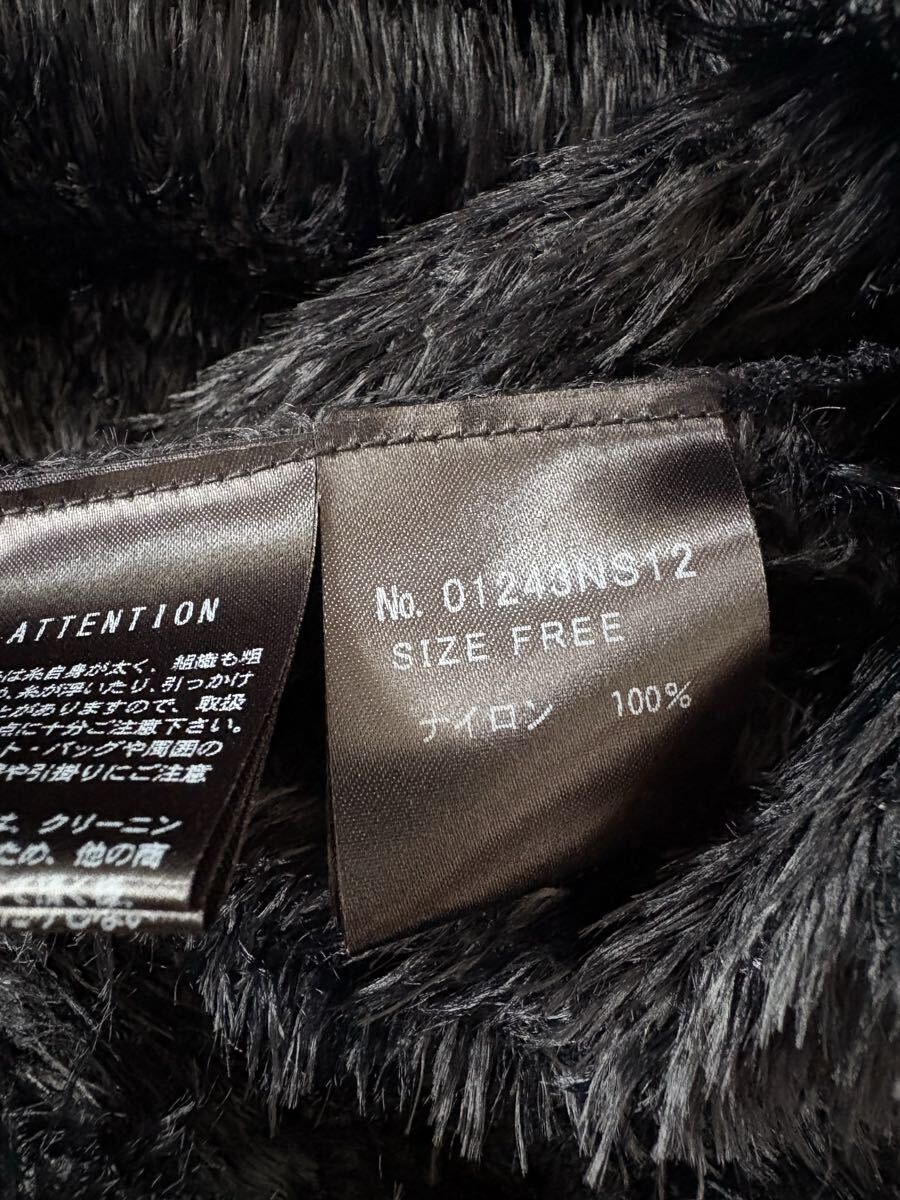 ATTENTION
は糸自身が太く、組織も粗
め、糸が浮いたり、引っかけ
とがありますので、取扱
点に十分ご注意下さい。
ト・バッグや周囲の
や引掛りにご注意
は、クリーニン
ため、他の商
No. 01243NS12
SIZE FREE
ナイロン 100%